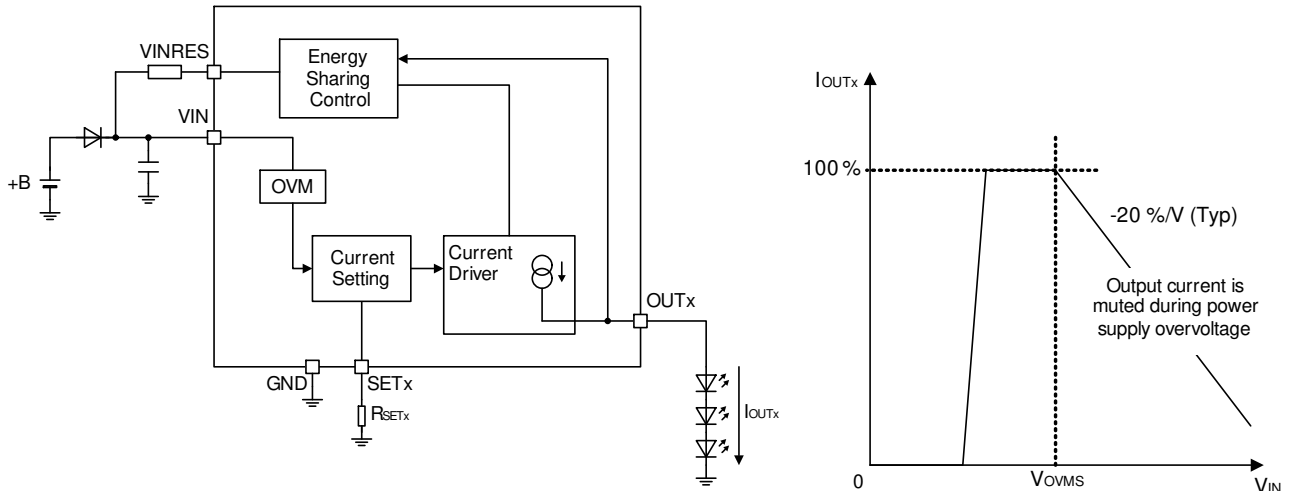 VINRES
Energy
Sharing
Control
VIN
+B
OVM
Current
Setting
Current
Driver
OUTx
GND
SETx
RSETx
IOUTx
IOUTx
100 %
-20 %/V (Typ)
Output current is
muted during power
supply overvoltage
0
VOVMS
VIN